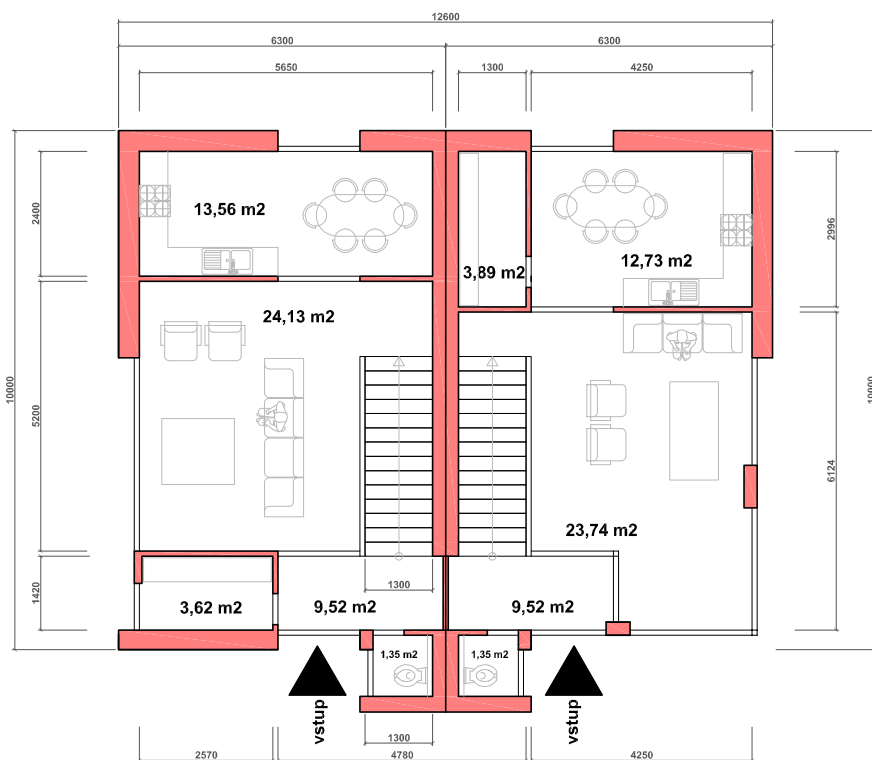 12600
6300 6300
5650 1300 4250
2400
13,56 m2
12,73 m2
3,89 m2
2996
24,13 m2
10000
5200
10000
6124
23,74 m2
1420
1300
3,62 m2
9,52 m2
9,52 m2
1,35 m2
1,35 m2
vstup
vstup
1300
2570 4780 4250